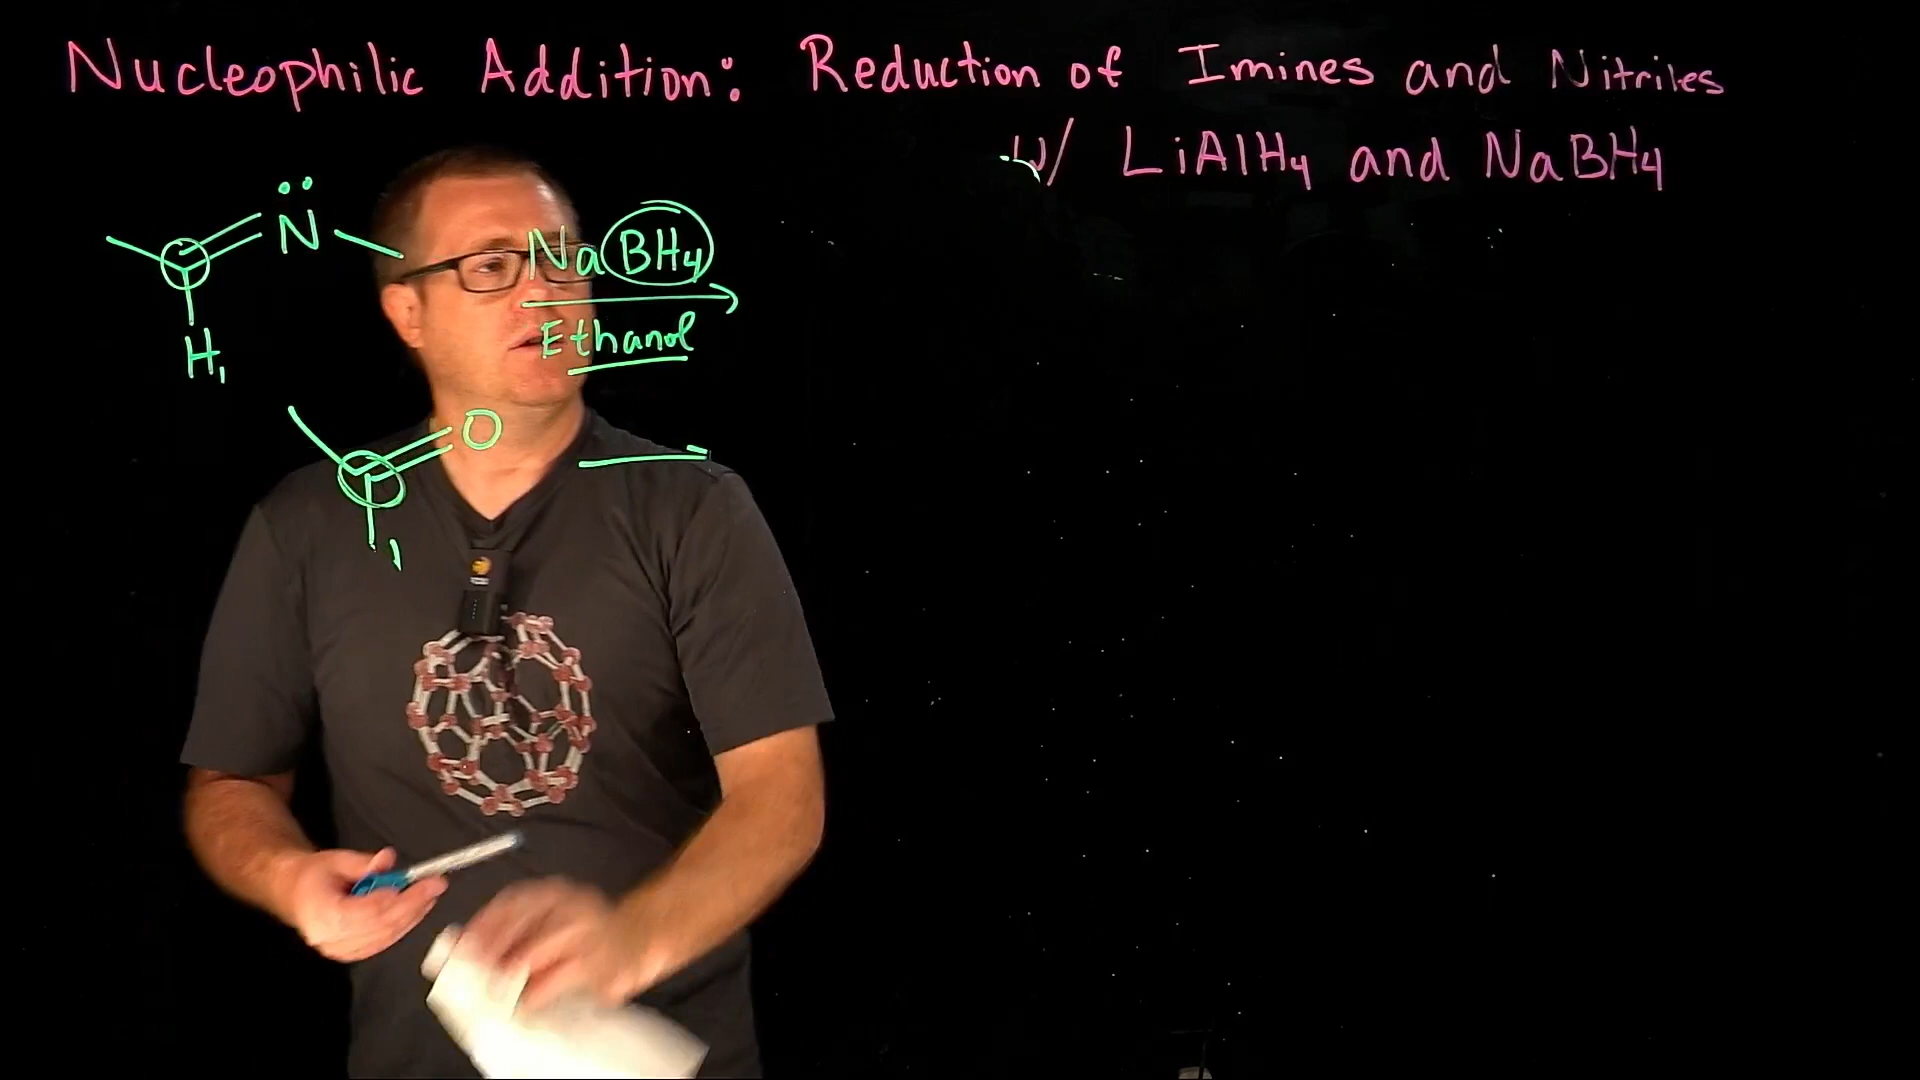 Nucleophilic Addition: Reduction of Imines and Nitriles
w/ LiAlH4 and NaBH4
N
NaBH4
Ethanol
H
O